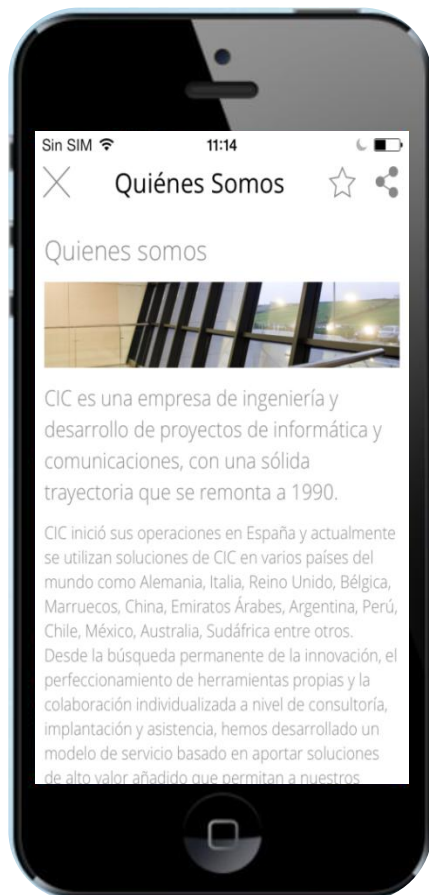 Sin SIM 11:14
Quiénes Somos
Quienes somos
CIC es una empresa de ingeniería y
desarrollo de proyectos de informática y
comunicaciones, con una sólida
trayectoria que se remonta a 1990.
CIC inició sus operaciones en España y actualmente
se utilizan soluciones de CIC en varios países del
mundo como Alemania, Italia, Reino Unido, Bélgica,
Marruecos, China, Emiratos Árabes, Argentina, Perú,
Chile, México, Australia, Sudáfrica entre otros.
Desde la búsqueda permanente de la innovación, el
perfeccionamiento de herramientas propias y la
colaboración individualizada a nivel de consultoría,
implantación y asistencia, hemos desarrollado un
modelo de servicio basado en aportar soluciones
de alto valor añadido que permitan a nuestros